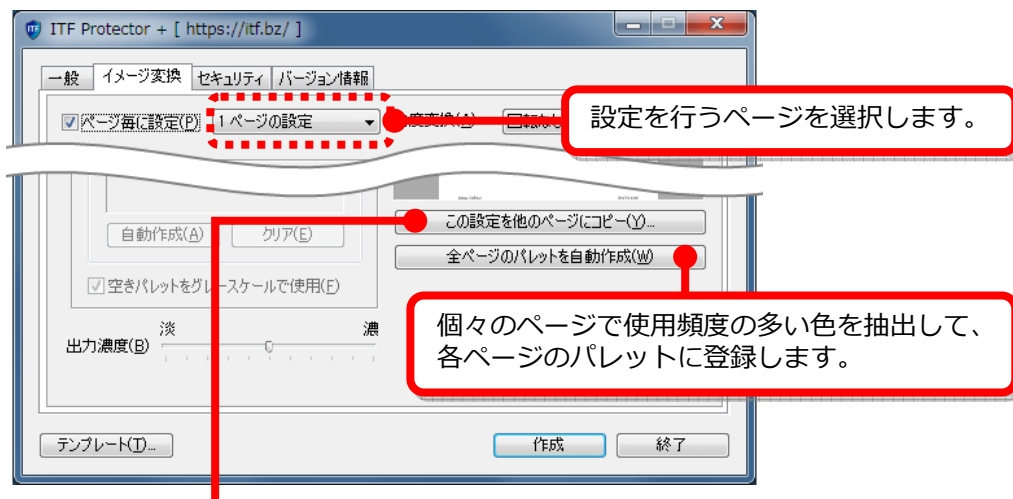 ITF Protector + [ https://itf.bz/ ]
一般 イメージ変換 セキュリティ バージョン情報
ページ毎に設定(P) 1 ページの設定 度変換(A) 回転なし
設定を行うページを選択します。
自動作成(A) クリア(E)
この設定を他のページにコピー(Y)...
全ページのパレットを自動作成(W)
空きパレットをグレースケールで使用(F)
個々のページで使用頻度の多い色を抽出して、
各ページのパレットに登録します。
淡 濃
出力濃度(B)
テンプレート(T)... 作成 終了